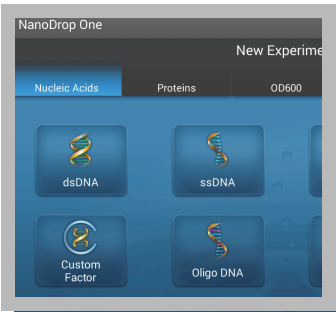 NanoDrop One
New Experime
Nucleic Acids
Proteins
OD600
dsDNA
ssDNA
Custom
Factor
Oligo DNA